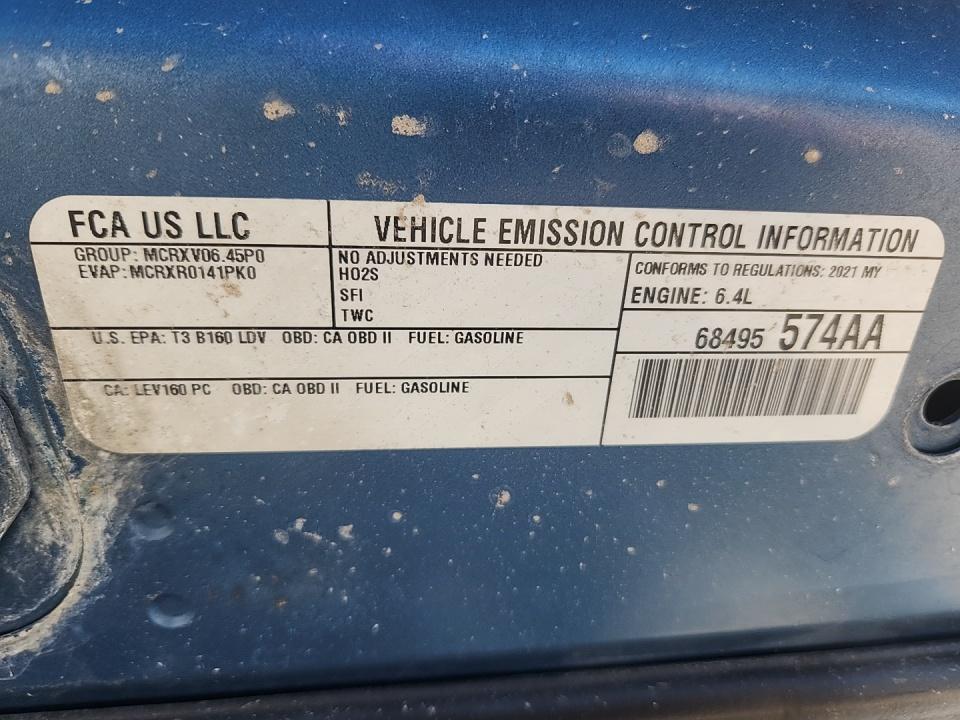 FCA US LLC
VEHICLE EMISSION CONTROL INFORMATION
GROUP: MCRXV06.45P0
EVAP: MCRXR0141PK0
NO ADJUSTMENTS NEEDED
HO2S
SFI
TWC
CONFORMS TO REGULATIONS: 2021 MY
ENGINE: 6.4L
68495 574AA
U.S. EPA: T3 B160 LDV OBD: CA OBD II FUEL: GASOLINE
CA: LEV160 PC OBD: CA OBD II FUEL: GASOLINE